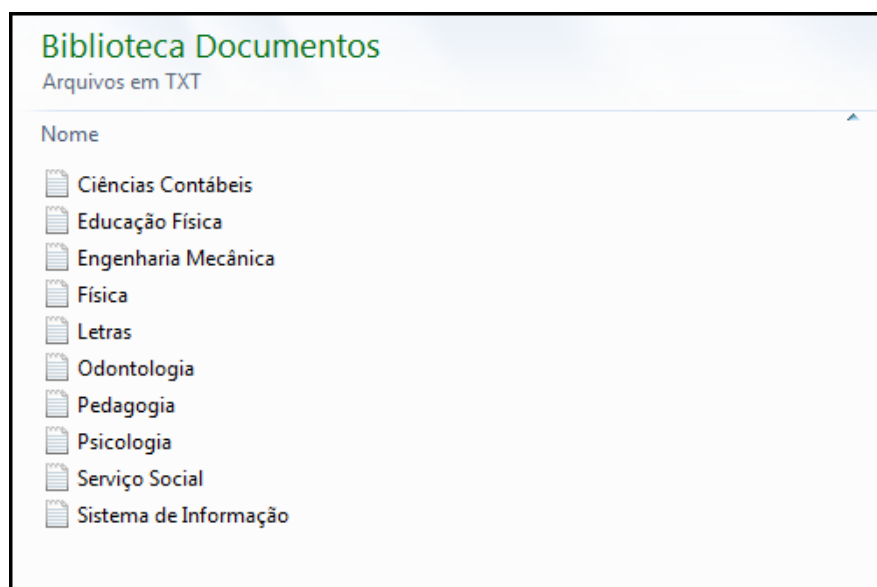 Biblioteca Documentos
Arquivos em TXT
Nome
Ciências Contábeis
Educação Física
Engenharia Mecânica
Física
Letras
Odontologia
Pedagogia
Psicologia
Serviço Social
Sistema de Informação